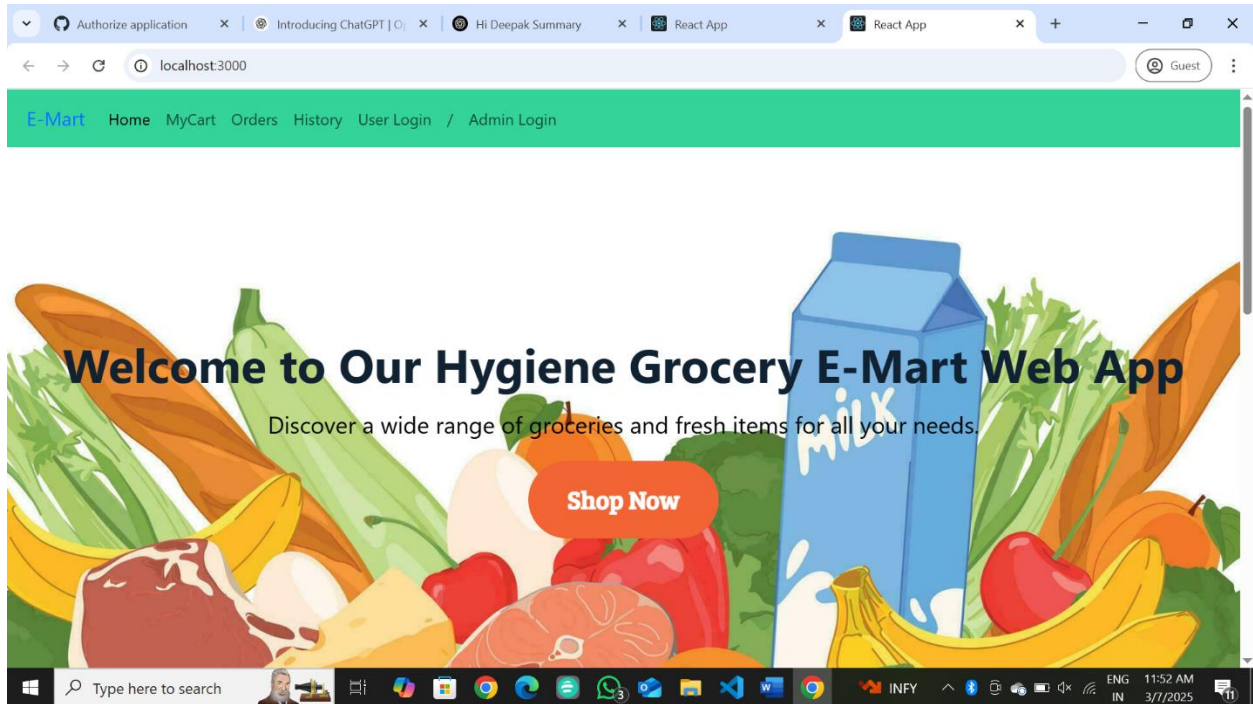 Authorize application
Introducing ChatGPT | Op
Hi Deepak Summary
React App
React App
localhost:3000
Guest
E-Mart Home MyCart Orders History User Login / Admin Login
Welcome to Our Hygiene Grocery E-Mart Web App
Discover a wide range of groceries and fresh items for all your needs.
MiLK
Shop Now
Type here to search
3
INFY
ENG
IN
11:52 AM
3/7/2025
11